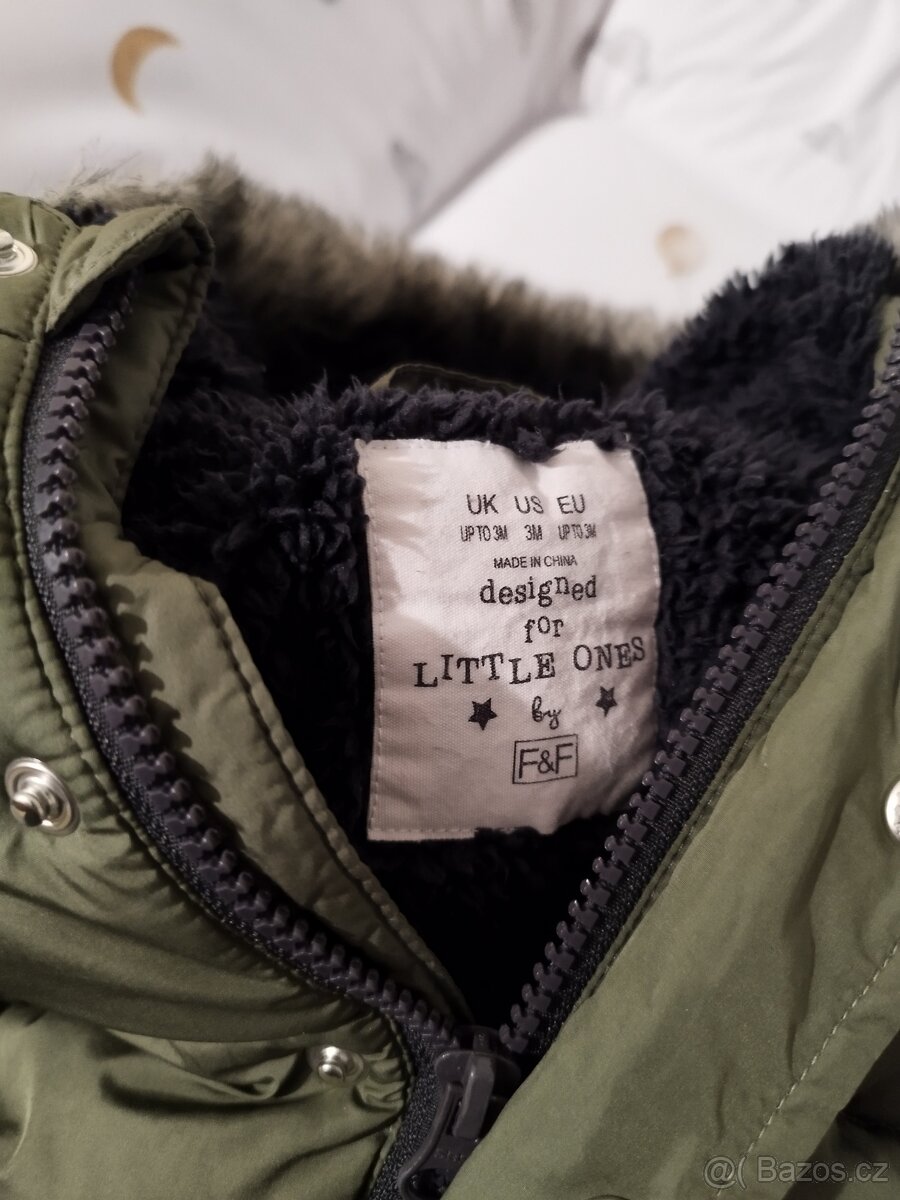 UK US EU
UP TO 3M 3M UP TO 3M
MADE IN CHINA
designed
for
LITTLE ONES
by
F&F
@( Bazos.cz